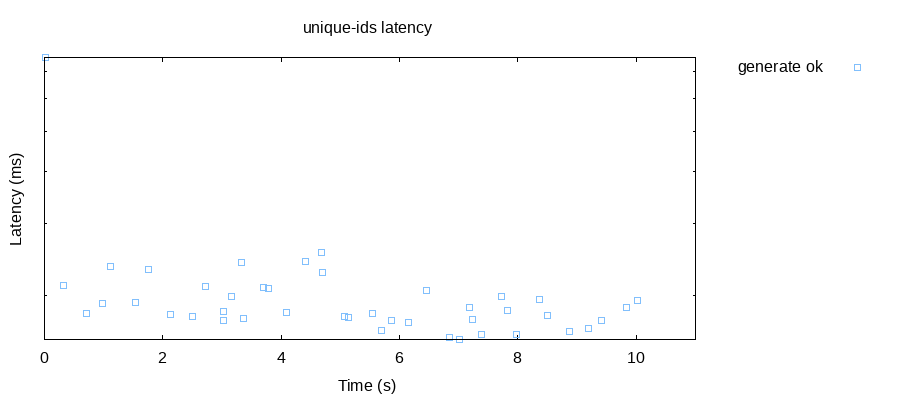 unique-ids latency
generate ok
Latency (ms)
0 2 4 6 8 10
Time (s)